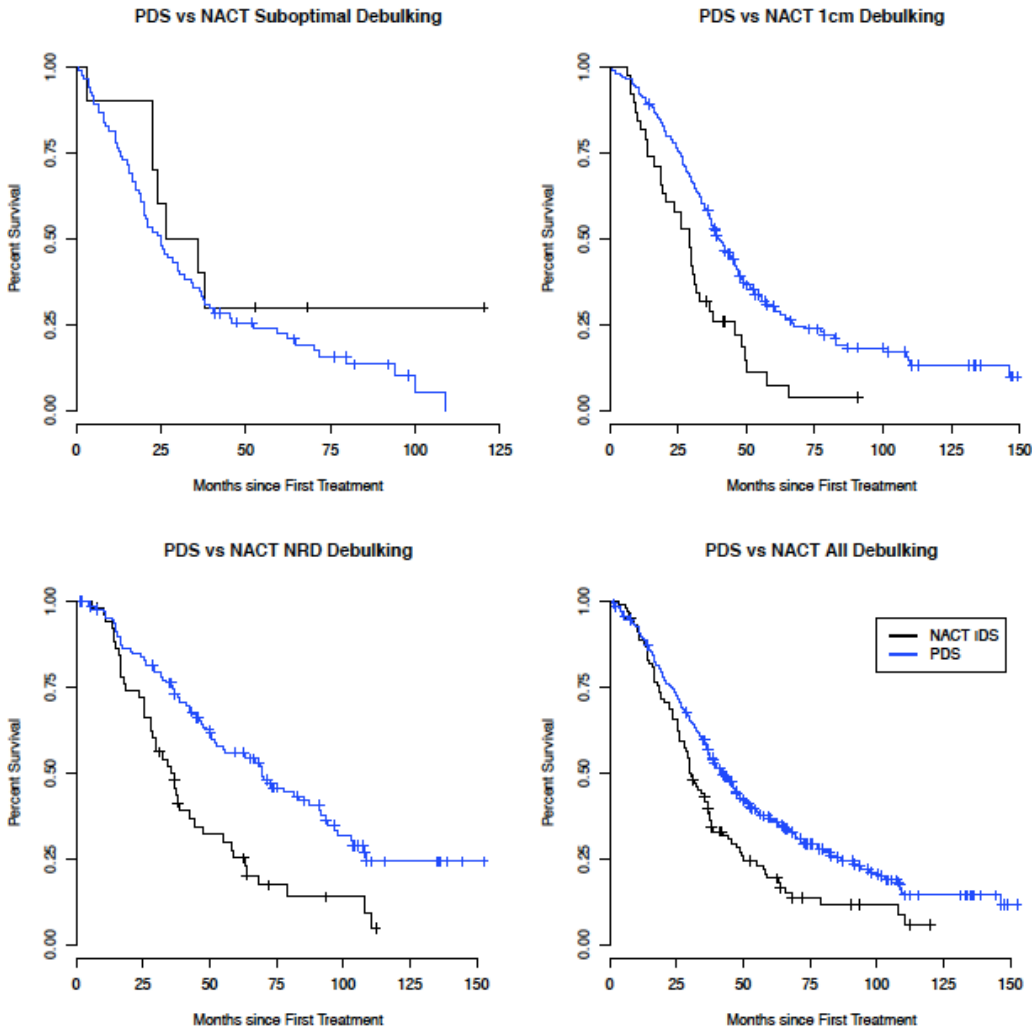 PDS vs NACT Suboptimal Debulking
Percent Survival
1.00
0.75
0.50
0.25
0.00
0 25 50 75 100 125
Months since First Treatment
PDS vs NACT 1cm Debulking
Percent Survival
1.00
0.75
0.50
0.25
0.00
0 25 50 75 100 125 150
Months since First Treatment
PDS vs NACT NRD Debulking
Percent Survival
1.00
0.75
0.50
0.25
0.00
0 25 50 75 100 125 150
Months since First Treatment
PDS vs NACT All Debulking
Percent Survival
1.00
0.75
0.50
0.25
0.00
NACT IDS
PDS
0 25 50 75 100 125 150
Months since First Treatment